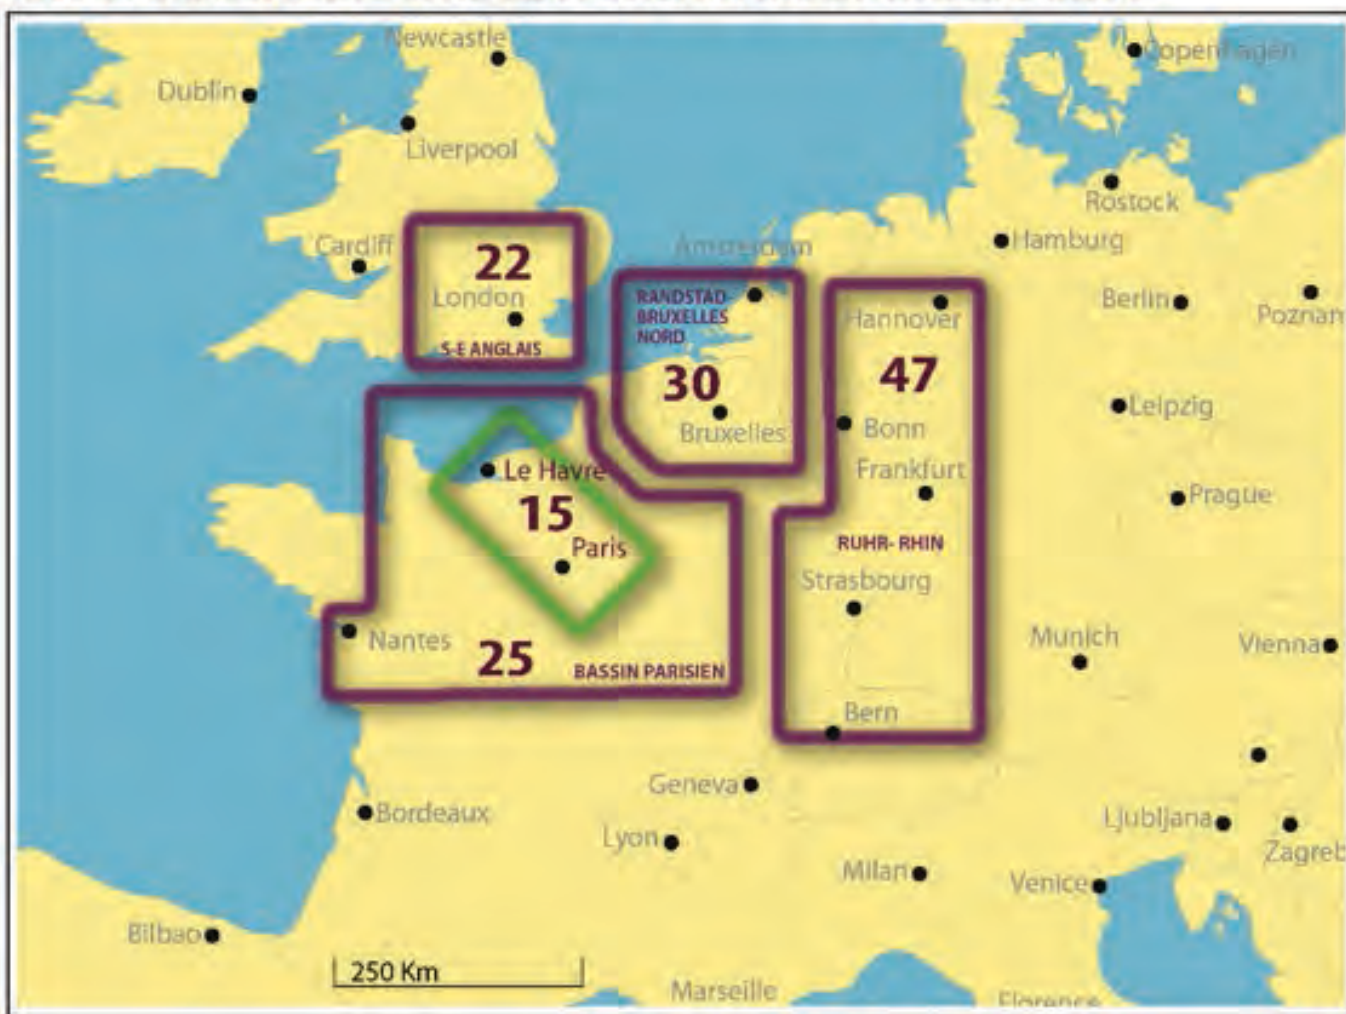 Newcastle
Copenhagen
Dublin
Liverpool
Rostock
Cardiff
22
Amsterdam
Hamburg
London
RANDSTAD-
BRUXELLES
NORD
Hannover
Berlin
Poznan
S-E ANGLAIS
30
47
Bruxelles
Bonn
Leipzig
Le Havre
Frankfurt
Prague
15
Paris
RUHR- RHIN
Strasbourg
Nantes
25
BASSIN PARISIEN
Munich
Vienna
Bern
Geneva
Bordeaux
Lyon
Ljubljana
Zagreb
Milan
Venice
Bilbao
250 Km
Marseille
Florence